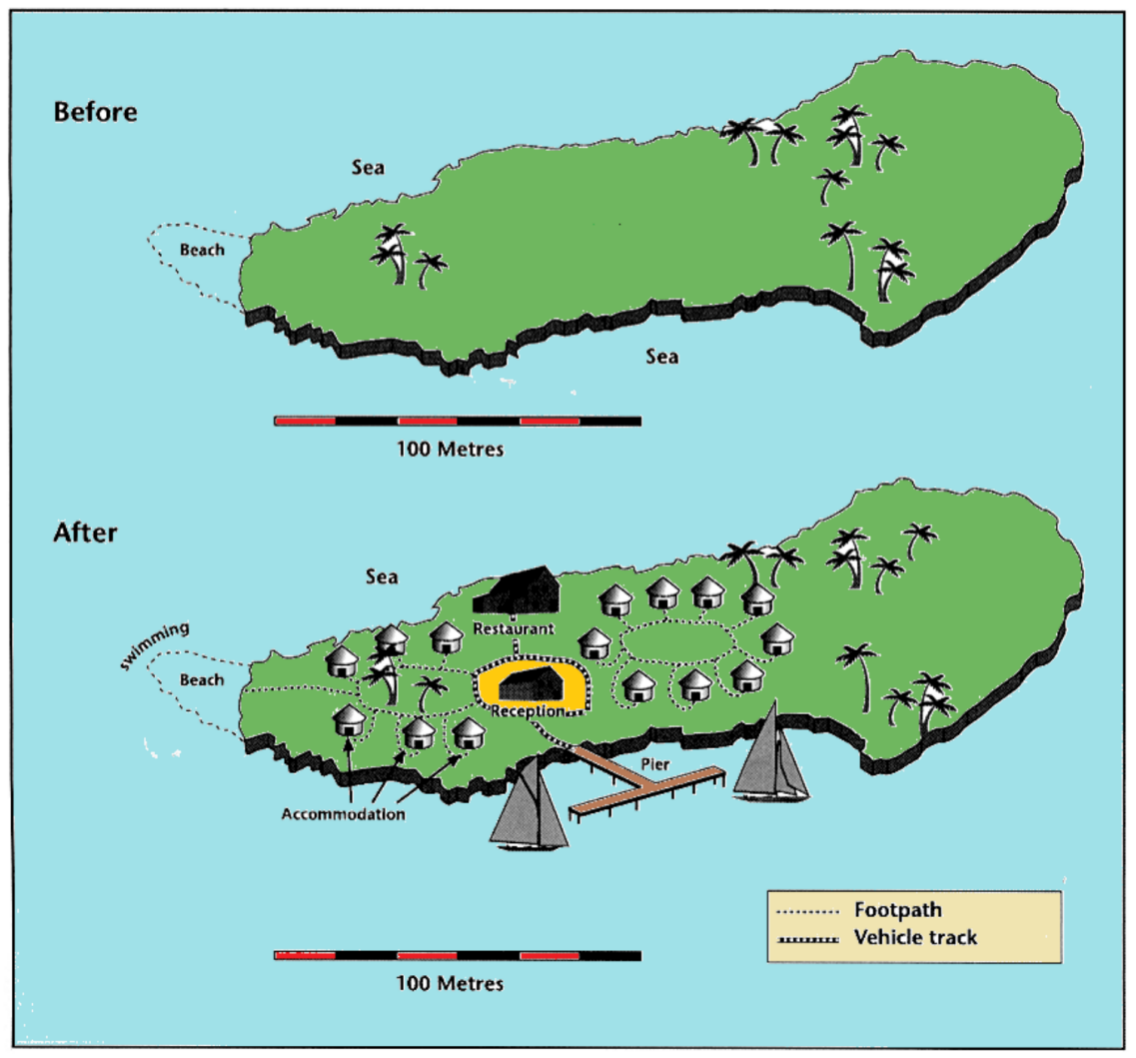 Before
Sea
Beach
Sea
100 Metres
After
Sea
swimming
Restaurant
Beach
Reception
Pier
Accommodation
Footpath
Vehicle track
100 Metres